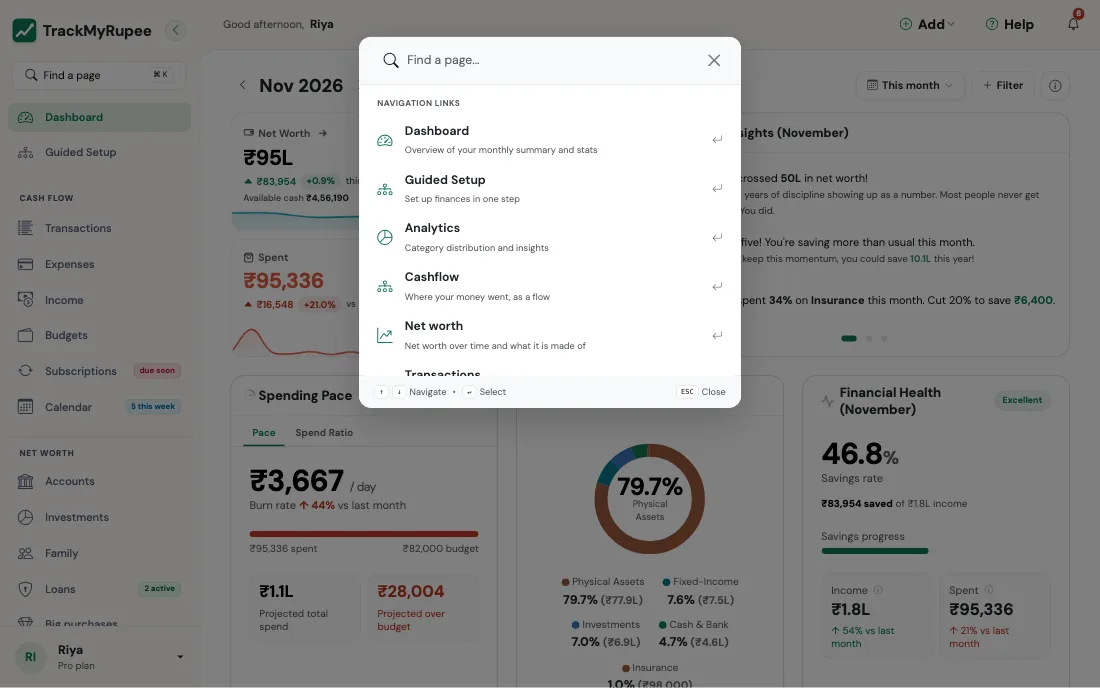 TrackMyRupee
Find a page
⌘ K
Dashboard
Guided Setup
CASH FLOW
Transactions
Expenses
Income
Budgets
Subscriptions
due soon
Calendar
5 this week
NET WORTH
Accounts
Investments
Family
Loans
2 active
Big purchases
RI
Riya
Pro plan
Good afternoon, Riya
Add
Help
6
Nov 2026
This month
+ Filter
Net Worth →
₹95L
₹83,954 +0.9%
Available cash ₹4,56,190
Spent
₹95,336
₹16,548 +21.0% vs
Find a page...
NAVIGATION LINKS
Dashboard
Overview of your monthly summary and stats
Guided Setup
Set up finances in one step
Analytics
Category distribution and insights
Cashflow
Where your money went, as a flow
Net worth
Net worth over time and what it is made of
Transactions
↑ ↓ Navigate • ↵ Select
ESC Close
(November)
crossed 50L in net worth!
years of discipline showing up as a number. Most people never get
You did.
five! You're saving more than usual this month.
keep this momentum, you could save 10.1L this year!
34% on Insurance this month. Cut 20% to save ₹6,400.
Spending Pace
Pace
Spend Ratio
₹3,667 / day
Burn rate ↑ 44% vs last month
₹95,336 spent
₹82,000 budget
₹1.1L
Projected total
spend
₹28,004
Projected over
budget
79.7%
Physical
Assets
Physical Assets
79.7% (₹77.9L)
Fixed-Income
7.6% (₹7.5L)
Investments
7.0% (₹6.9L)
Cash & Bank
4.7% (₹4.6L)
Insurance
1.0% (₹98,000)
Financial Health
(November)
Excellent
46.8%
Savings rate
₹83,954 saved of ₹1.8L income
Savings progress
Income
₹1.8L
↑ 54% vs last
month
Spent
₹95,336
↑ 21% vs last
month